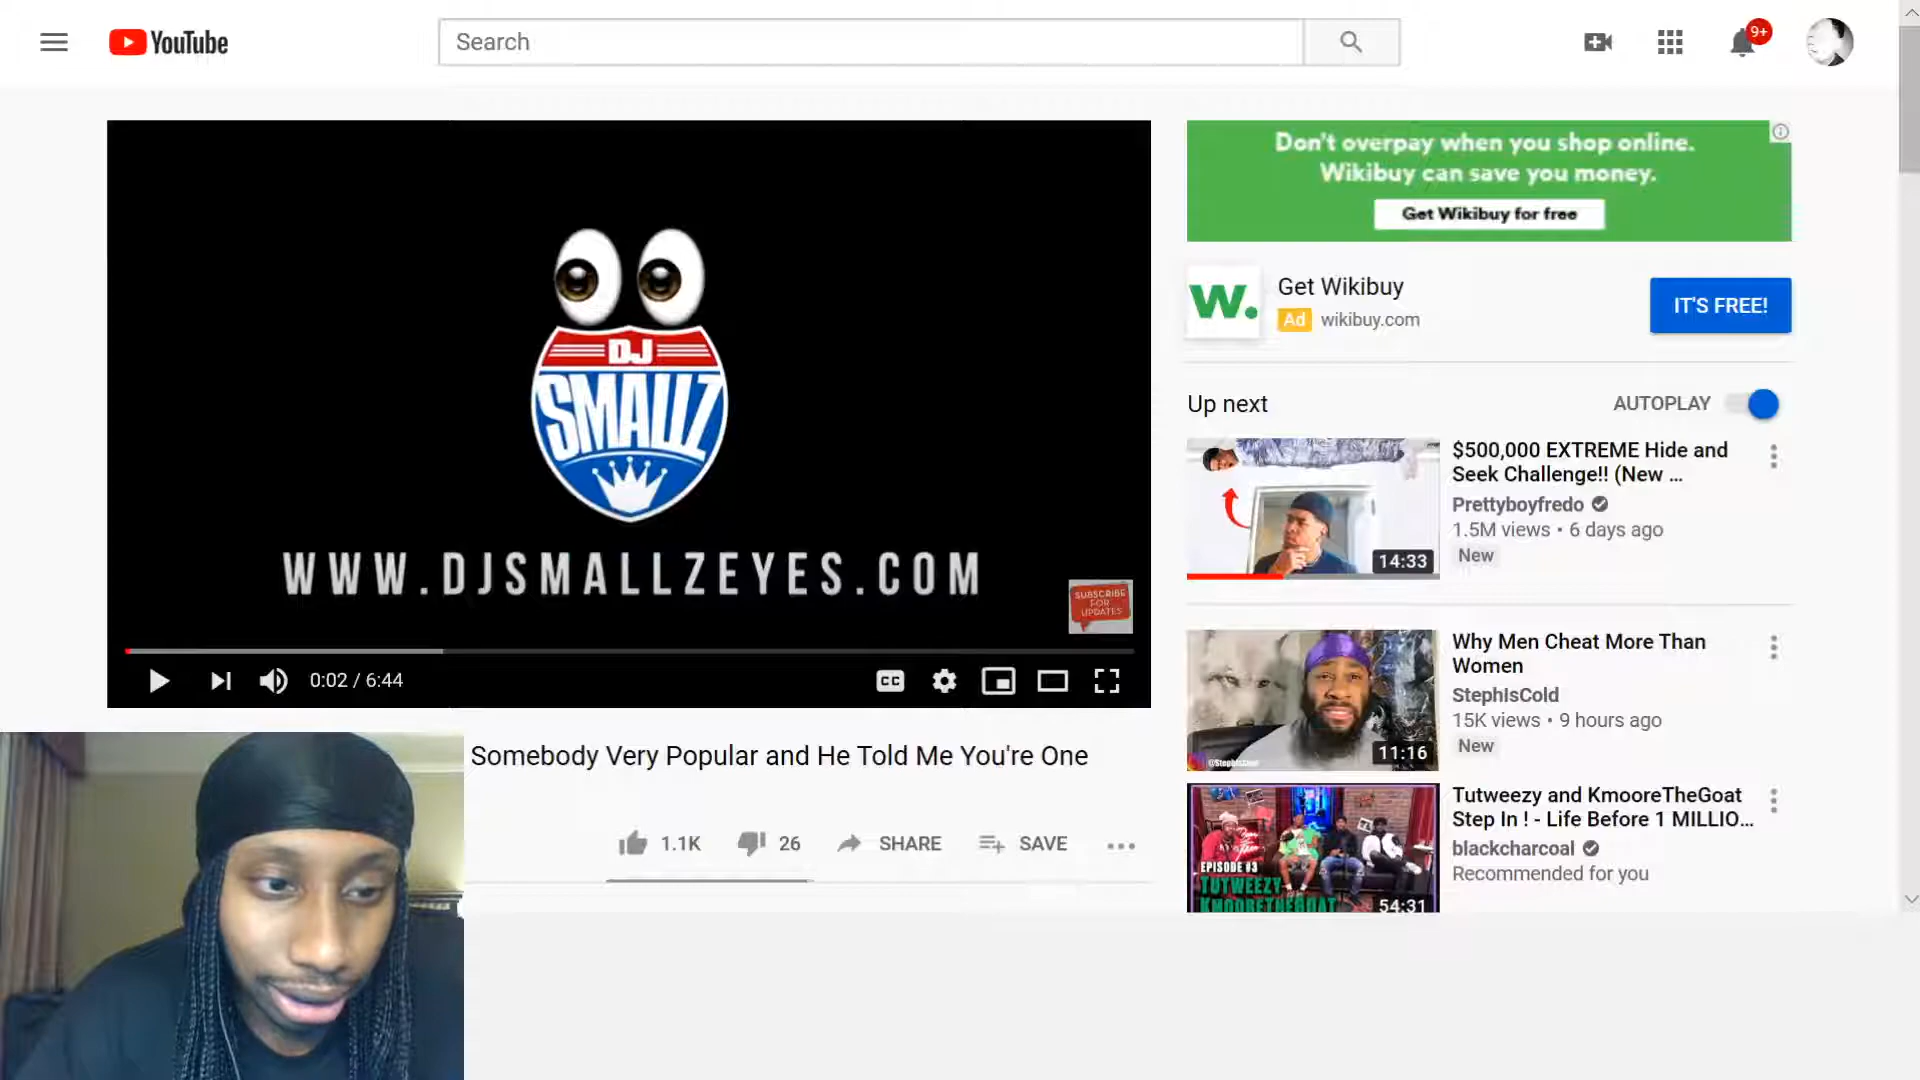 YouTube
Search
9+
Don't overpay when you shop online.
Wikibuy can save you money.
Get Wikibuy for free
W.
Get Wikibuy
Ad wikibuy.com
IT'S FREE!
DJ
SMALLZ
WWW.DJSMALLZEYES.COM
SUBSCRIBE
FOR
UPDATES
0:02 / 6:44
CC
Somebody Very Popular and He Told Me You're One
1.1K
26
SHARE
SAVE
Up next
AUTOPLAY
14:33
$500,000 EXTREME Hide and
Seek Challenge!! (New ...
Prettyboyfredo
1.5M views • 6 days ago
New
@StephIsCold
11:16
Why Men Cheat More Than
Women
StephIsCold
15K views • 9 hours ago
New
EPISODE #3
TUTWEEZY
KMOORETHEGOAT
54:31
Tutweezy and KmooreTheGoat
Step In ! - Life Before 1 MILLIO...
blackcharcoal
Recommended for you